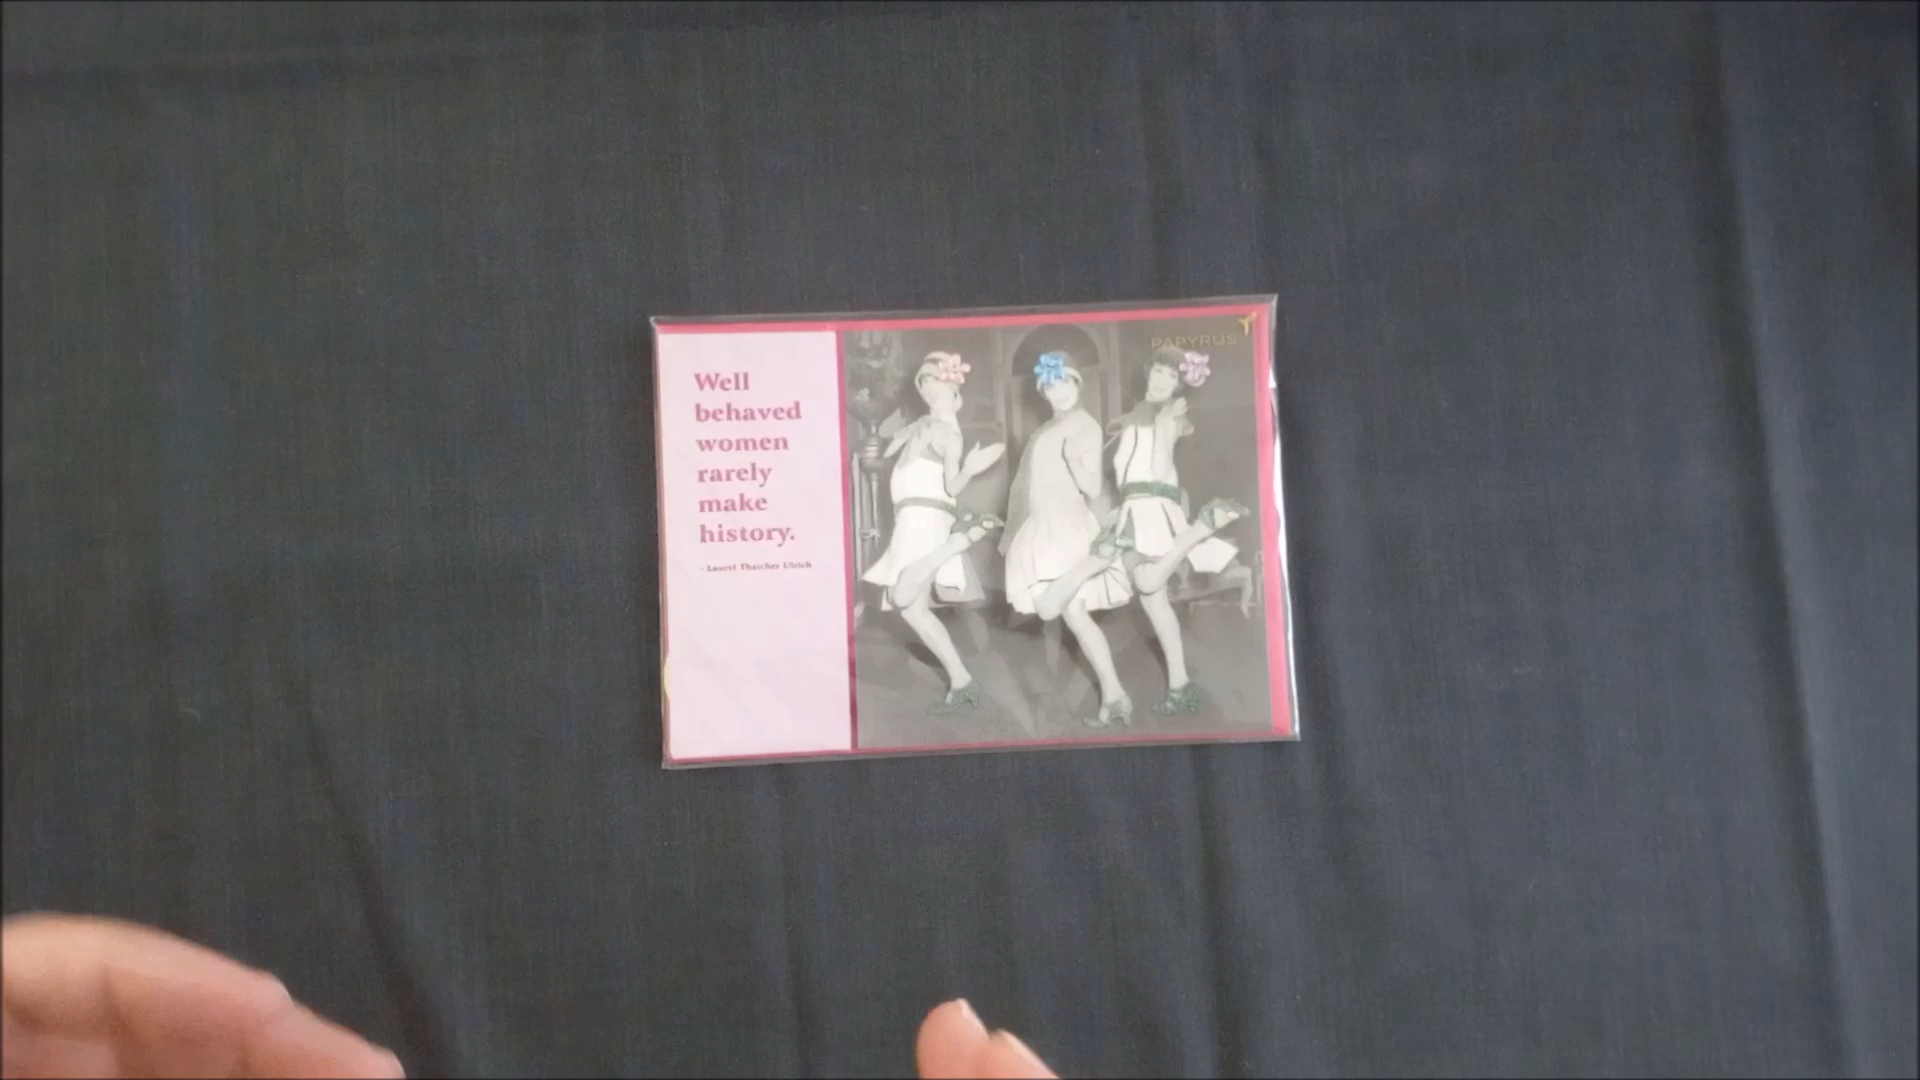 Well
behaved
women
rarely
make
history.
- Laurel Thatcher Ulrich
PAPYRUS